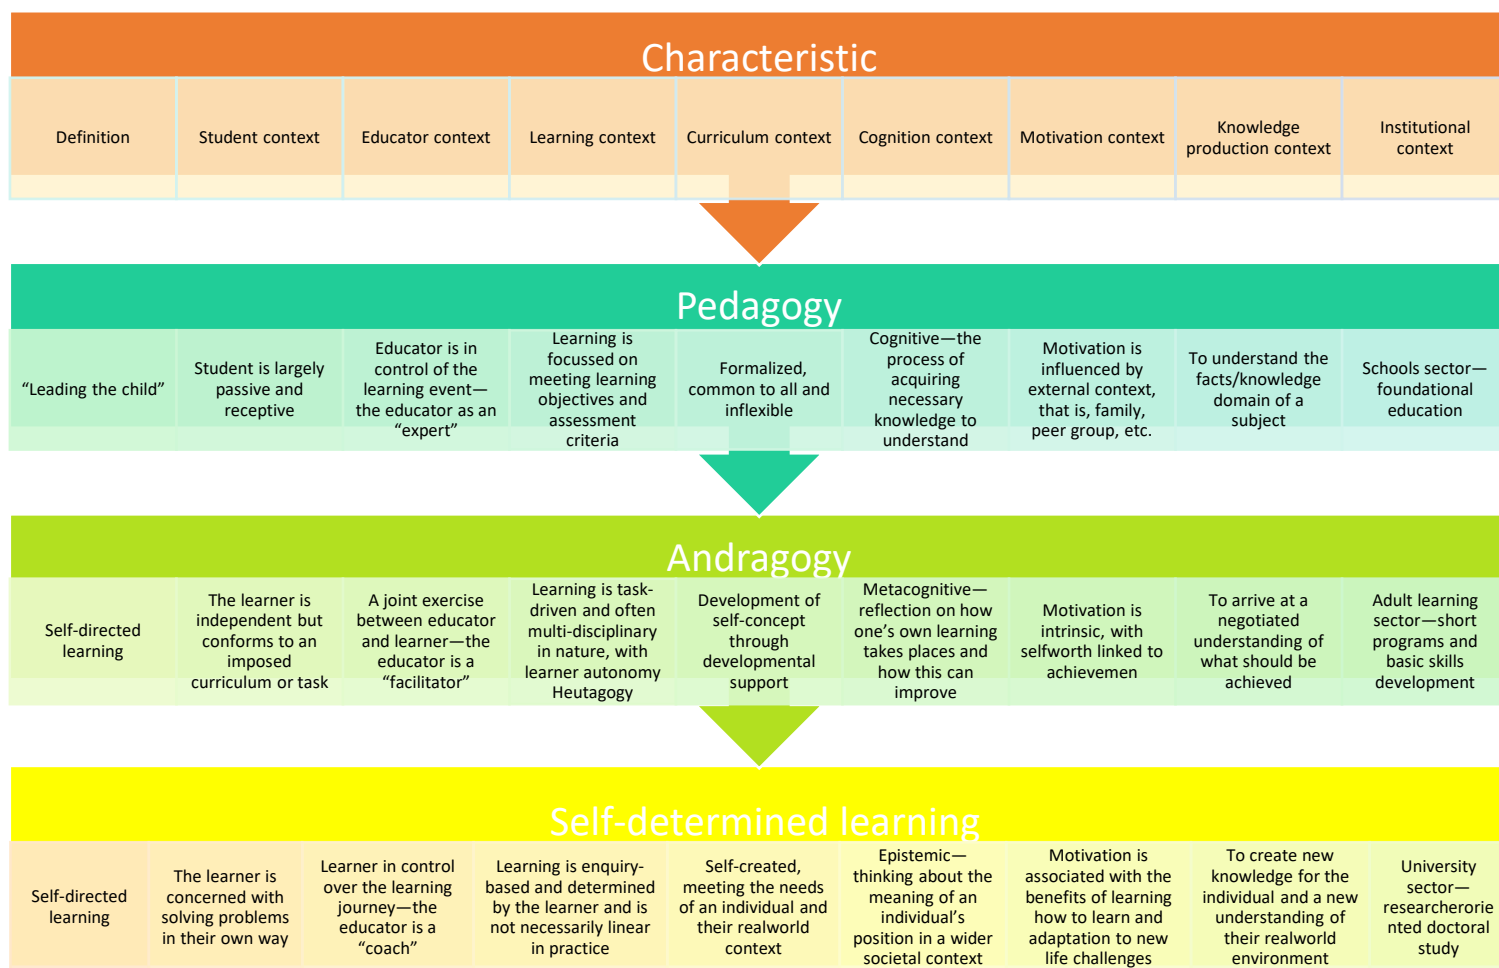 Characteristic
Definition
Student context
Educator context
Learning context
Curriculum context
Cognition context
Motivation context
Knowledge
production context
Institutional
context
Pedagogy
“Leading the child”
Student is largely
passive and
receptive
Educator is in
control of the
learning event—
the educator as an
“expert”
Learning is
focussed on
meeting learning
objectives and
assessment
criteria
Formalized,
common to all and
inflexible
Cognitive—the
process of
acquiring
necessary
knowledge to
understand
Motivation is
influenced by
external context,
that is, family,
peer group, etc.
To understand the
facts/knowledge
domain of a
subject
Schools sector—
foundational
education
Andragogy
Self-directed
learning
The learner is
independent but
conforms to an
imposed
curriculum or task
A joint exercise
between educator
and learner—the
educator is a
“facilitator”
Learning is task-
driven and often
multi-disciplinary
in nature, with
learner autonomy
Heutagogy
Development of
self-concept
through
developmental
support
Metacognitive—
reflection on how
one’s own learning
takes places and
how this can
improve
Motivation is
intrinsic, with
selfworth linked to
achievemen
To arrive at a
negotiated
understanding of
what should be
achieved
Adult learning
sector—short
programs and
basic skills
development
Self-determined learning
Self-directed
learning
The learner is
concerned with
solving problems
in their own way
Learner in control
over the learning
journey—the
educator is a
“coach”
Learning is enquiry-
based and determined
by the learner and is
not necessarily linear
in practice
Self-created,
meeting the needs
of an individual and
their realworld
context
Epistemic—
thinking about the
meaning of an
individual’s
position in a wider
societal context
Motivation is
associated with the
benefits of learning
how to learn and
adaptation to new
life challenges
To create new
knowledge for the
individual and a new
understanding of
their realworld
environment
University
sector—
researcherorie
nted doctoral
study